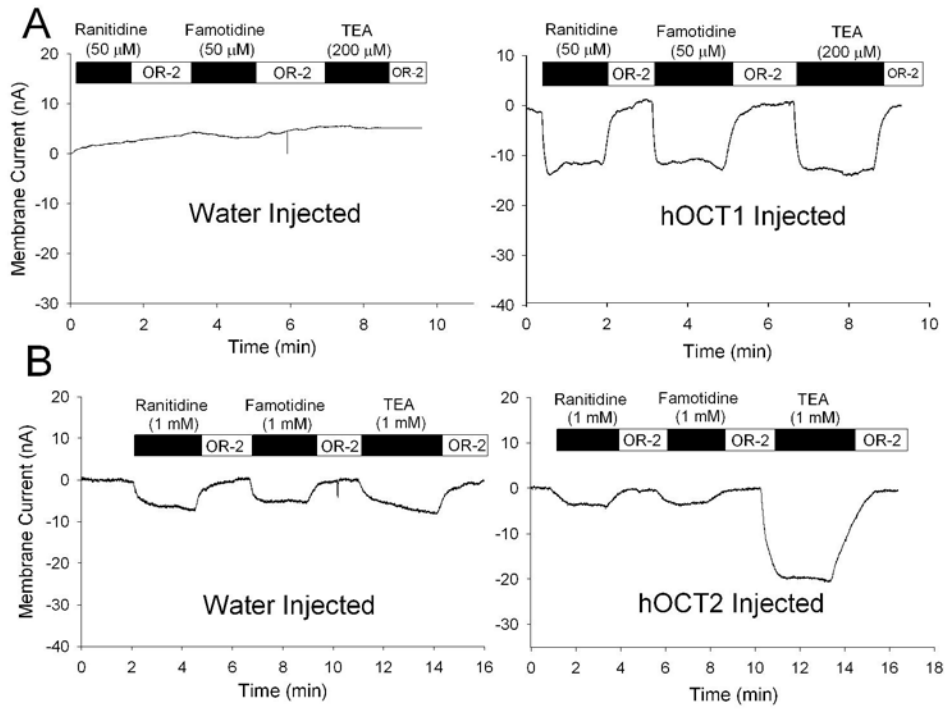 A
Ranitidine Famotidine TEA
(50 µM) (50 µM) (200 µM)
OR-2 OR-2 OR-2
20
10
0
-10
-20
-30
Membrane Current (nA)
Water Injected
0 2 4 6 8 10
Time (min)
Ranitidine Famotidine TEA
(50 µM) (50 µM) (200 µM)
OR-2 OR-2 OR-2
10
0
-10
-20
-30
-40
hOCT1 Injected
0 2 4 6 8 10
Time (min)
B
Ranitidine Famotidine TEA
(1 mM) (1 mM) (1 mM)
OR-2 OR-2 OR-2
20
10
0
-10
-20
-30
-40
Membrane Current (nA)
Water Injected
0 2 4 6 8 10 12 14 16
Time (min)
Ranitidine Famotidine TEA
(1 mM) (1 mM) (1 mM)
OR-2 OR-2 OR-2
20
10
0
-10
-20
-30
hOCT2 Injected
0 2 4 6 8 10 12 14 16 18
Time (min)